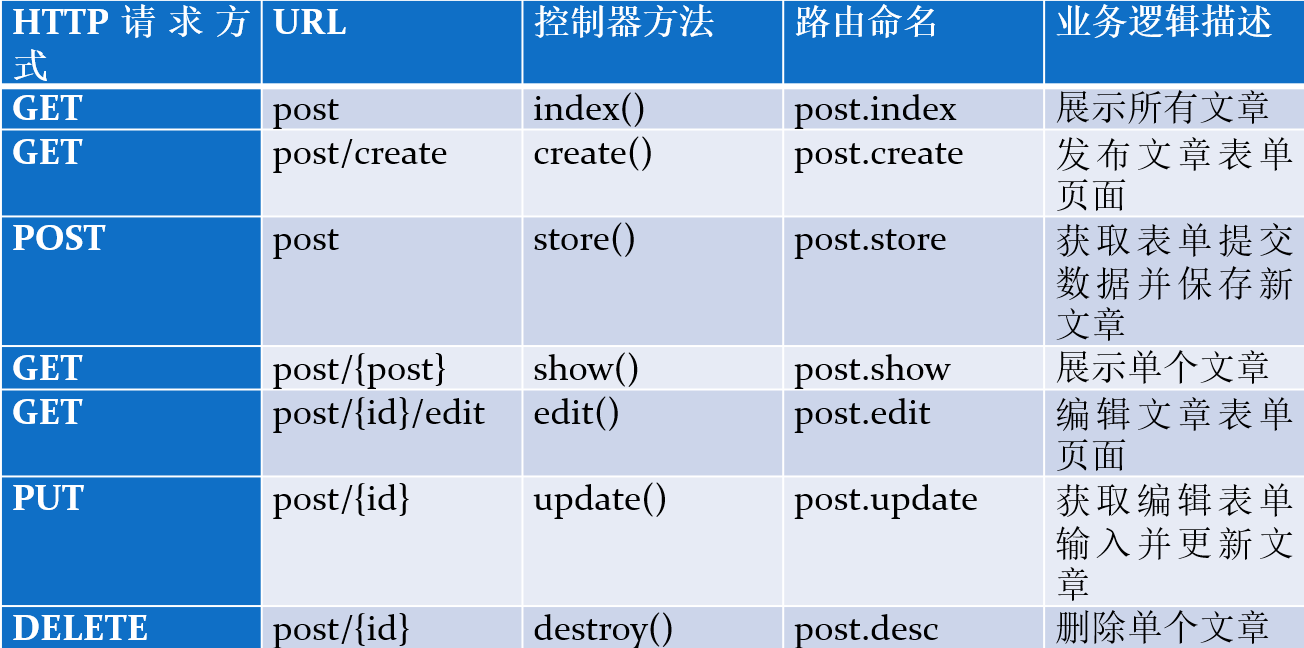 HTTP 请 求 方 URL 控制器方法 路由命名 业务逻辑描述
式
GET post index() post.index 展示所有文章
GET post/create create() post.create 发布文章表单
页面
POST post store() post.store 获取表单提交
数据并保存新
文章
GET post/{post} show() post.show 展示单个文章
GET post/{id}/edit edit() post.edit 编辑文章表单
页面
PUT post/{id} update() post.update 获取编辑表单
输入并更新文
章
DELETE post/{id} destroy() post.desc 删除单个文章